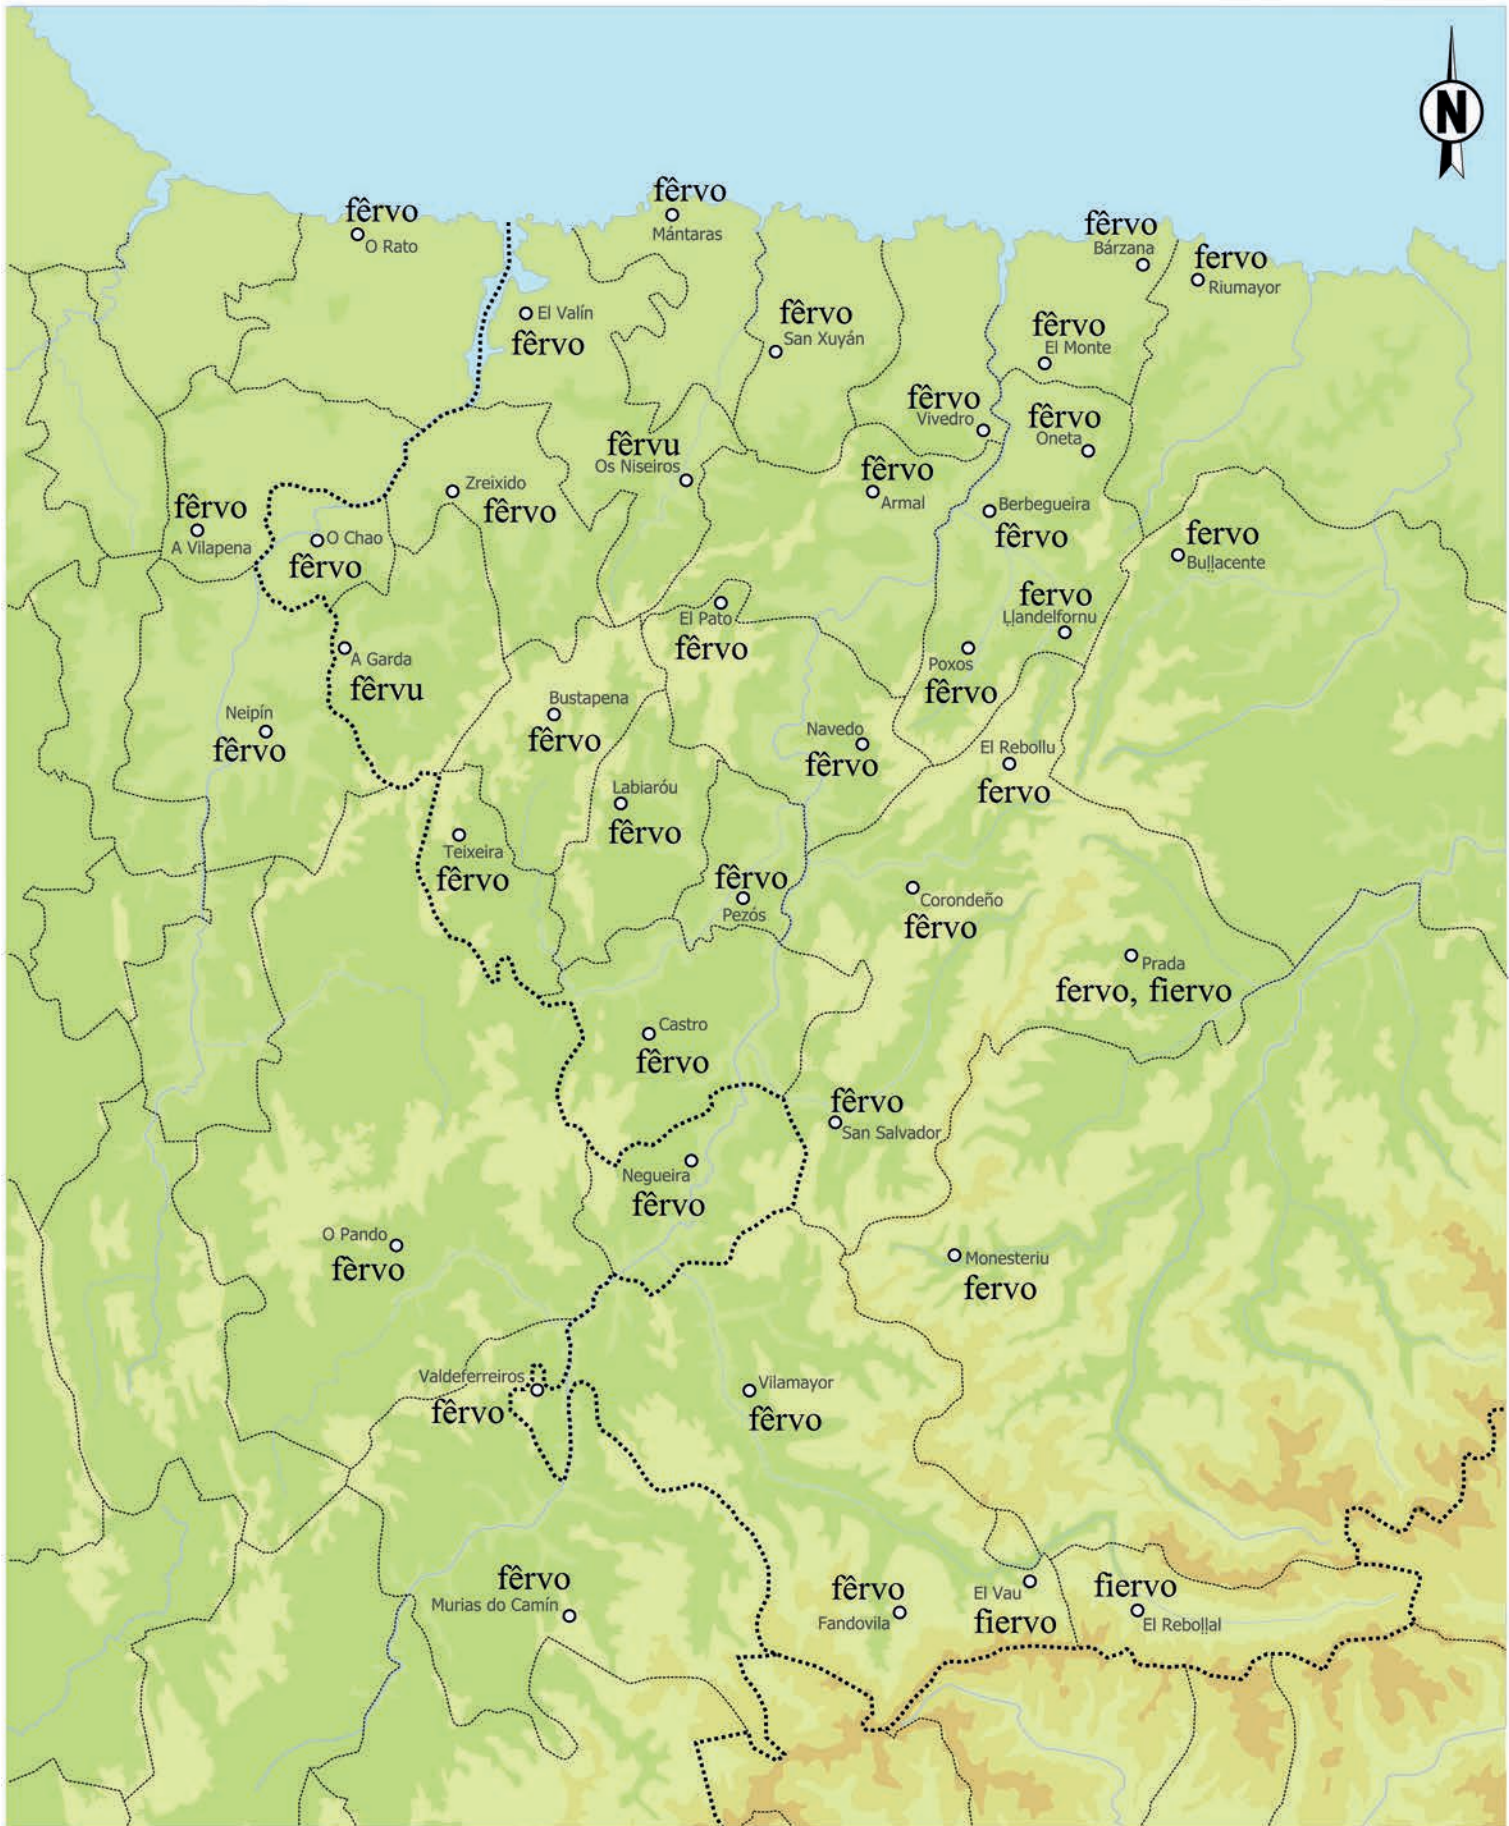 N
fêrvo
Mántaras
fêrvo
O Rato
fêrvo
Bárzana
fervo
Riumayor
El Valín
fêrvo
fêrvo
San Xuyán
fêrvo
El Monte
fêrvo
Vivedro
fêrvo
Oneta
fêrvu
Os Niseiros
fêrvo
Armal
Zreixido
fêrvo
fêrvo
A Vilapena
Berbegueira
fêrvo
O Chao
fêrvo
fervo
Buḷḷacente
fervo
Ḷḷandelfornu
El Pato
fêrvo
A Garda
fêrvu
Poxos
fêrvo
Bustapena
fêrvo
Neipín
fêrvo
Navedo
fêrvo
El Rebollu
fervo
Labiaróu
fêrvo
Teixeira
fêrvo
fêrvo
Pezós
Corondeño
fêrvo
Prada
fervo, fiervo
Castro
fêrvo
fêrvo
San Salvador
Negueira
fêrvo
O Pando
fèrvo
Monesteriu
fervo
Valdeferreiros
fêrvo
Vilamayor
fêrvo
fêrvo
Murias do Camín
fêrvo
Fandovila
El Vau
fiervo
fiervo
El Reboḷḷal